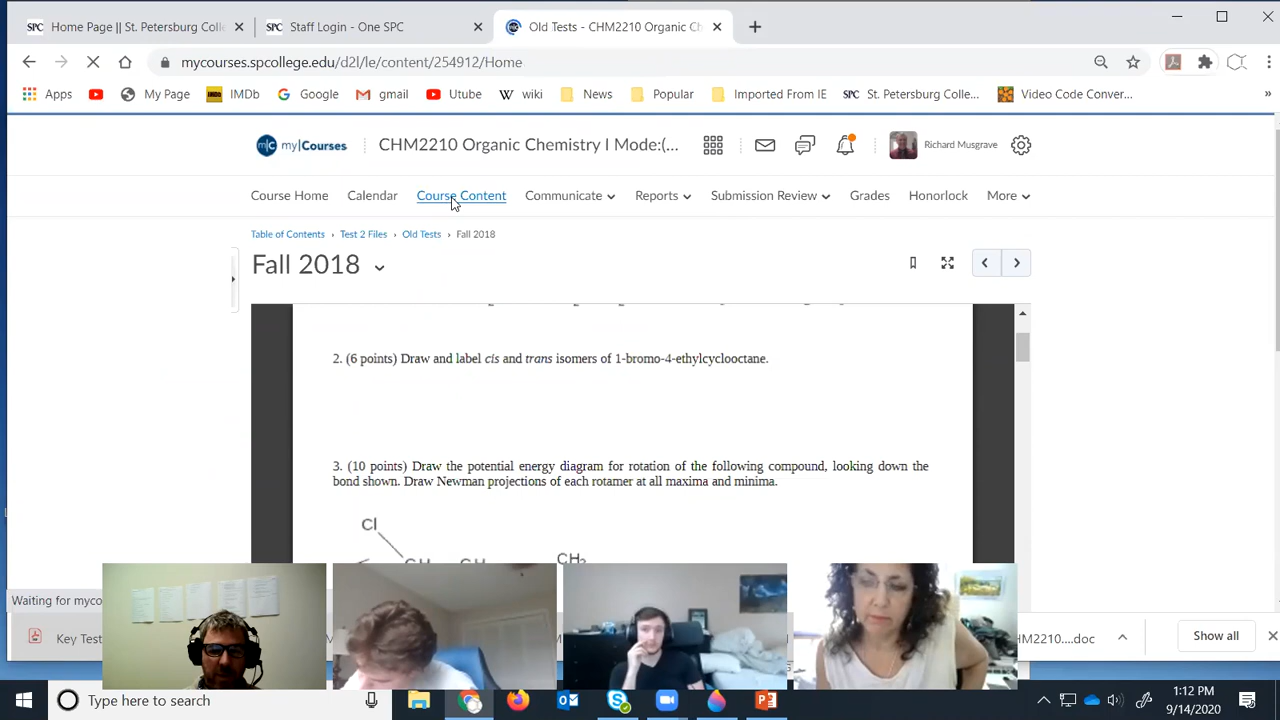 SPC Home Page || St. Petersburg Colle
SPC Staff Login - One SPC
Old Tests - CHM2210 Organic Ch
mycourses.spcollege.edu/d2l/le/content/254912/Home
Apps My Page IMDb Google gmail Utube wiki News Popular Imported From IE SPC St. Petersburg Colle... Video Code Conver... »
m|C my|Courses CHM2210 Organic Chemistry I Mode:(... Richard Musgrave
Course Home Calendar Course Content Communicate Reports Submission Review Grades Honorlock More
Table of Contents › Test 2 Files › Old Tests › Fall 2018
Fall 2018
2. (6 points) Draw and label cis and trans isomers of 1-bromo-4-ethylcyclooctane.
3. (10 points) Draw the potential energy diagram for rotation of the following compound, looking down the
bond shown. Draw Newman projections of each rotamer at all maxima and minima.
Cl
CH3
Waiting for myco
Key Test
HM2210....doc
Show all
Type here to search
1:12 PM
9/14/2020